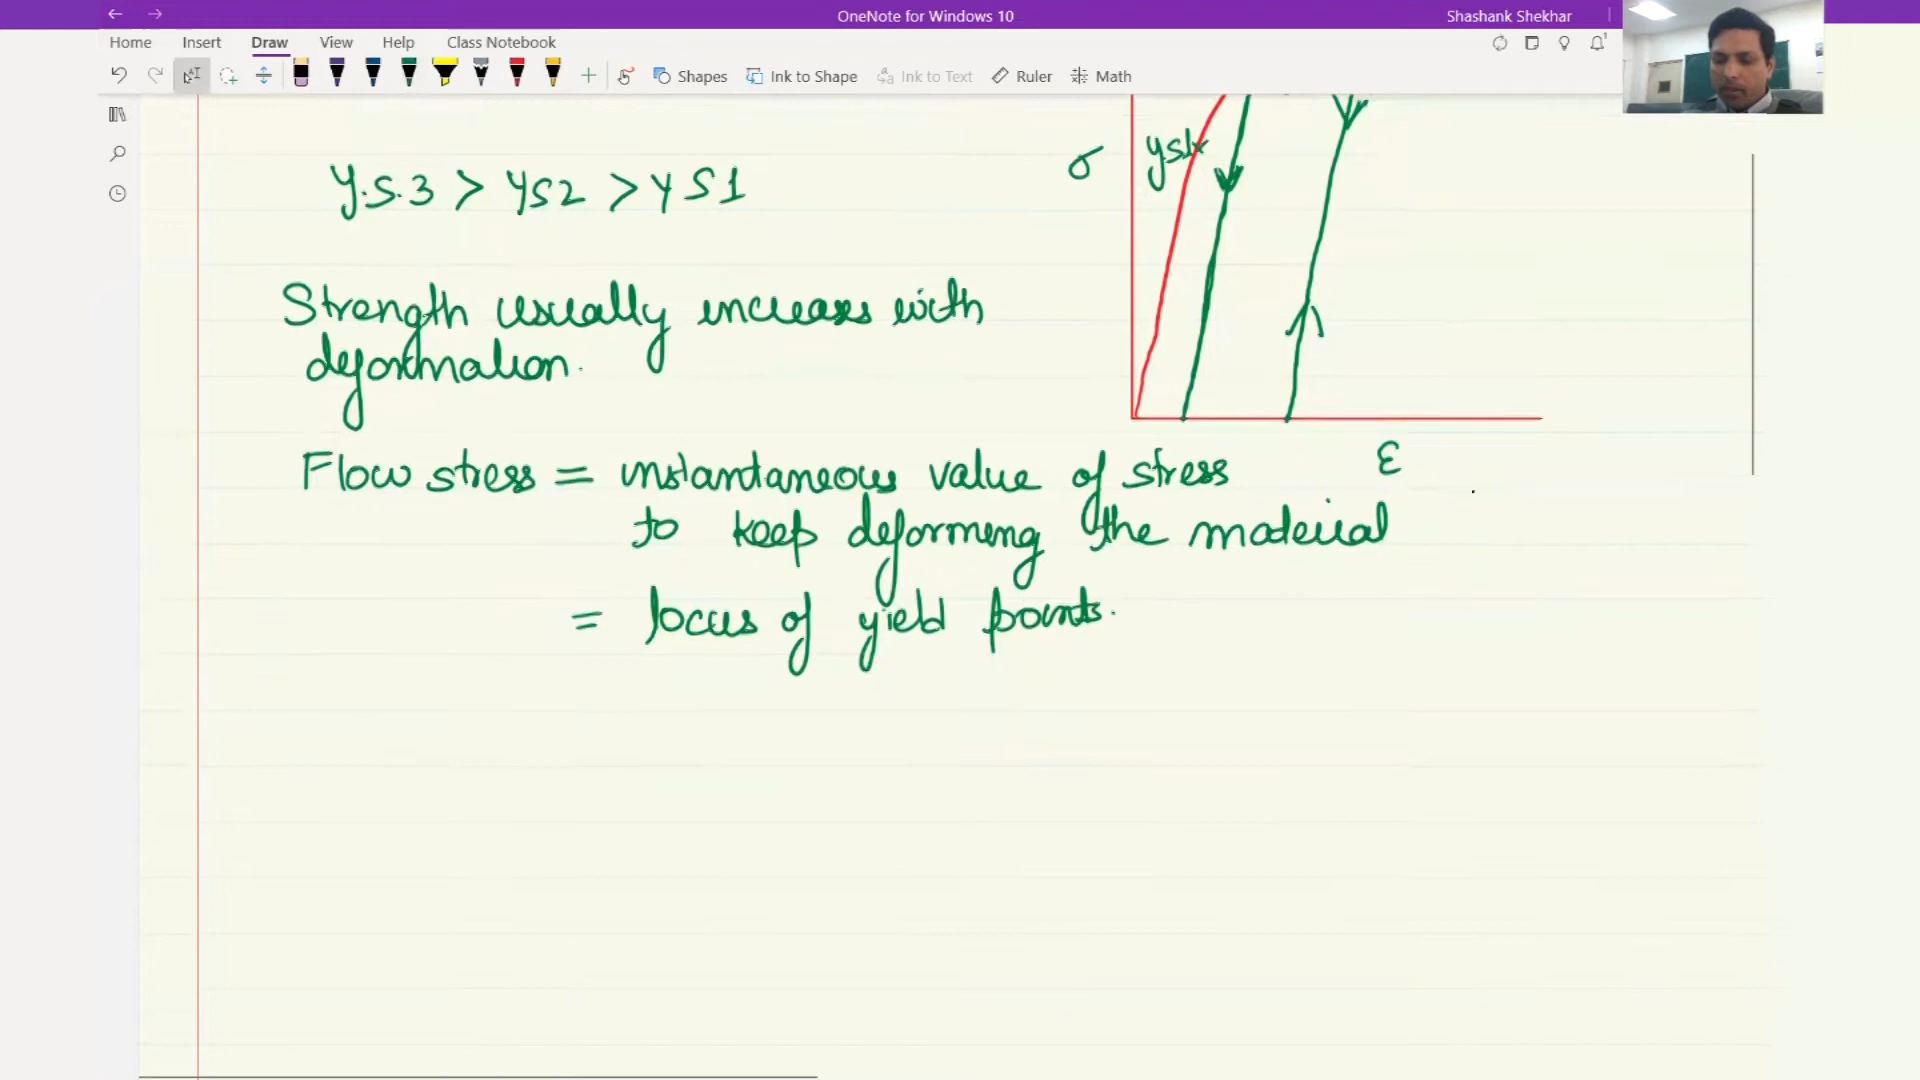 OneNote for Windows 10
Shashank Shekhar
Home Insert Draw View Help Class Notebook
Shapes Ink to Shape Ink to Text Ruler Math
σ YS1
Y.S.3 > YS2 > YS1
Strength usually increases with
deformation.
ε
Flow stress = instantaneous value of stress
to keep deforming the material
= locus of yield points.